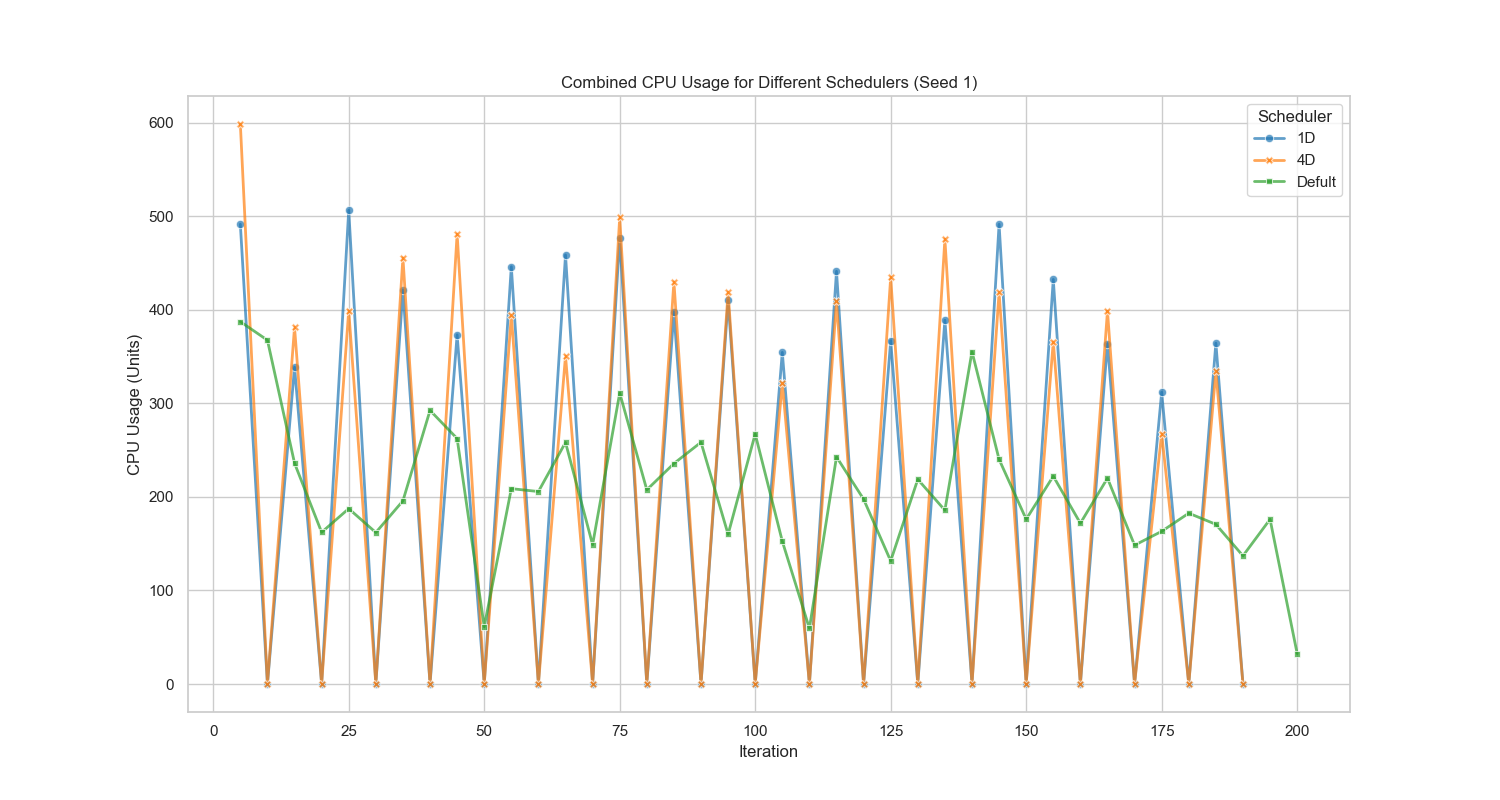 Combined CPU Usage for Different Schedulers (Seed 1)
600
500
400
300
200
100
0
CPU Usage (Units)
Scheduler
1D
4D
Defult
0 25 50 75 100 125 150 175 200
Iteration